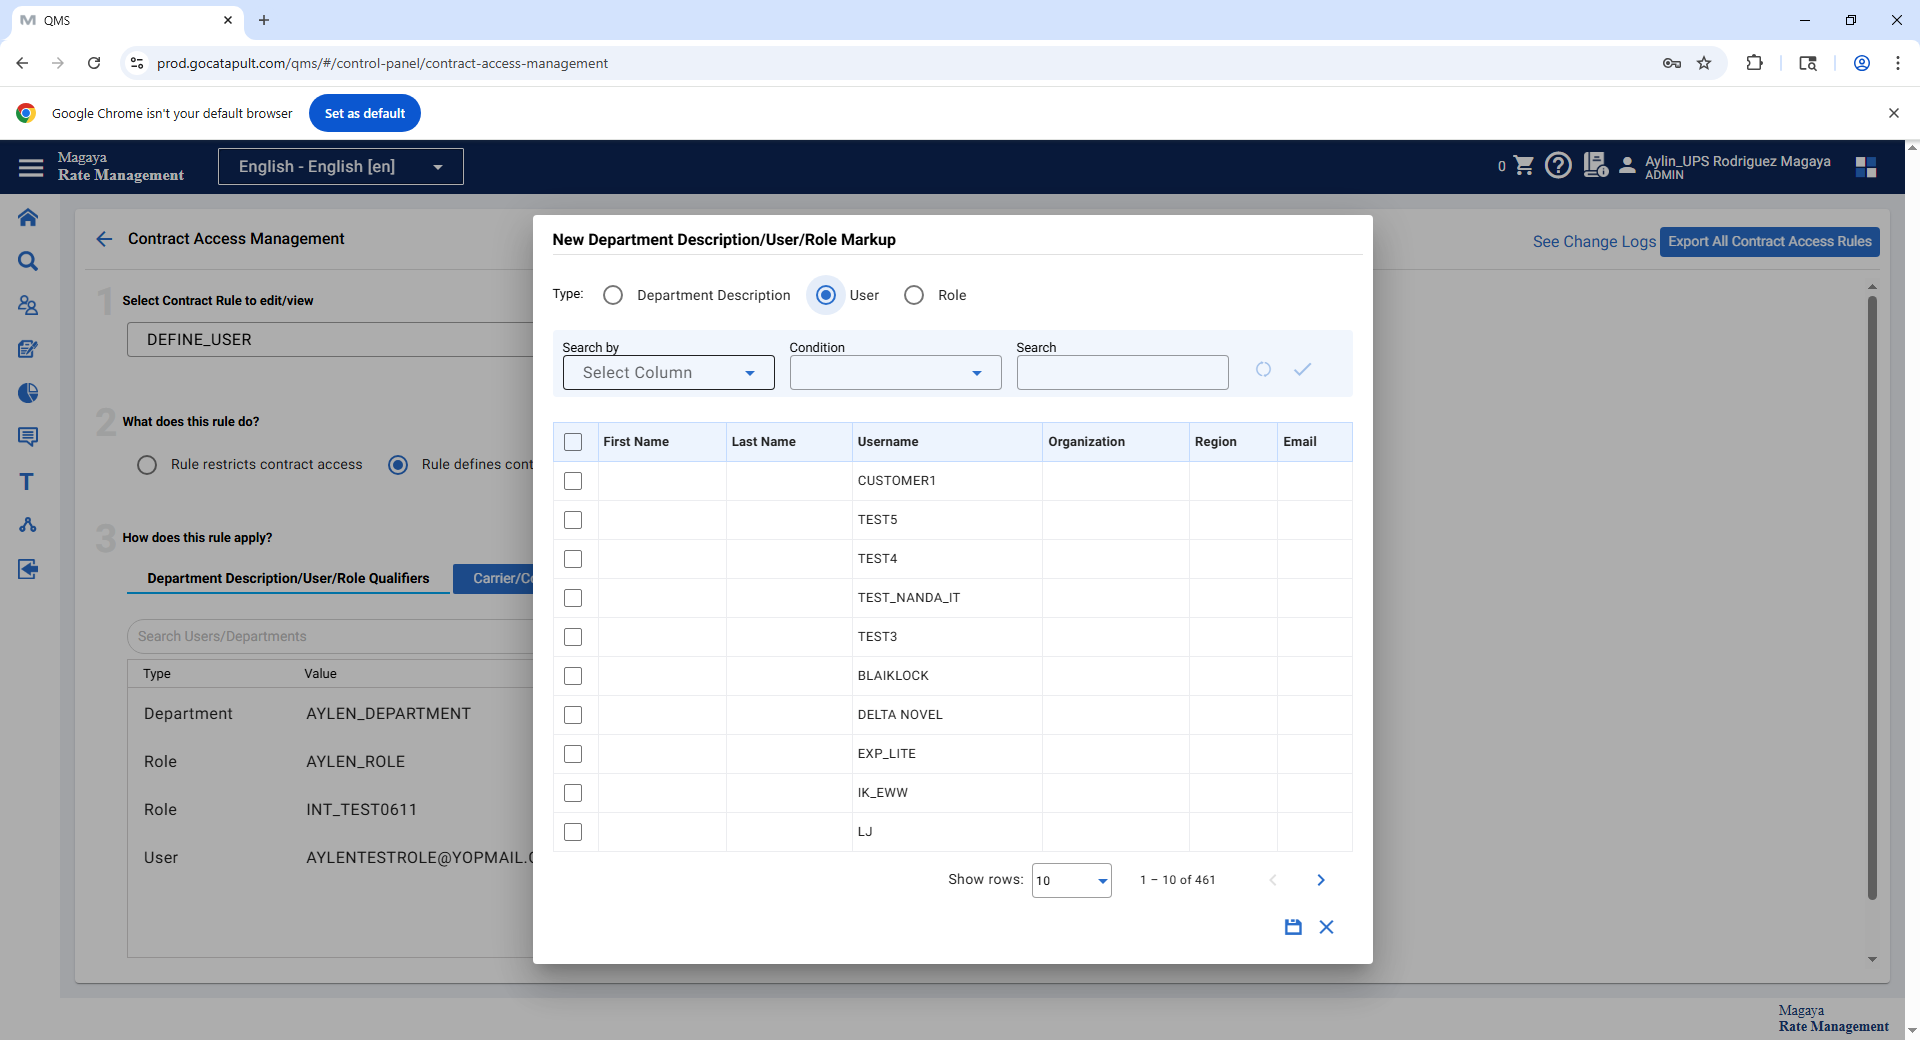 QMS
prod.gocatapult.com/qms/#/control-panel/contract-access-management
Google Chrome isn't your default browser
Set as default
Magaya
Rate Management
English - English [en]
0
Aylin_UPS Rodriguez Magaya
ADMIN
Contract Access Management
See Change Logs
Export All Contract Access Rules
1
Select Contract Rule to edit/view
DEFINE_USER
2
What does this rule do?
Rule restricts contract access
Rule defines cont
3
How does this rule apply?
Department Description/User/Role Qualifiers
Carrier/Co
Search Users/Departments
Type Value
Department AYLEN_DEPARTMENT
Role AYLEN_ROLE
Role INT_TEST0611
User AYLENTESTROLE@YOPMAIL.C
New Department Description/User/Role Markup
Type: Department Description User Role
Search by Condition Search
Select Column
First Name Last Name Username Organization Region Email
CUSTOMER1
TEST5
TEST4
TEST_NANDA_IT
TEST3
BLAIKLOCK
DELTA NOVEL
EXP_LITE
IK_EWW
LJ
Show rows: 10 1 – 10 of 461
Magaya
Rate Management